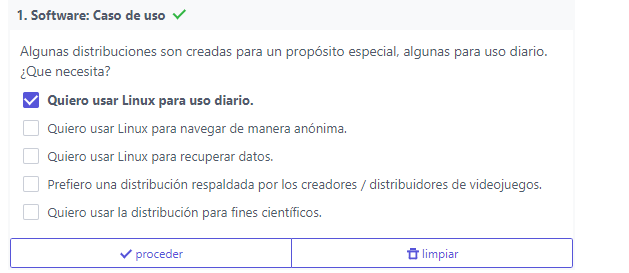 1. Software: Caso de uso
Algunas distribuciones son creadas para un propósito especial, algunas para uso diario.
¿Que necesita?
Quiero usar Linux para uso diario.
Quiero usar Linux para navegar de manera anónima.
Quiero usar Linux para recuperar datos.
Prefiero una distribución respaldada por los creadores / distribuidores de videojuegos.
Quiero usar la distribución para fines científicos.
proceder
limpiar